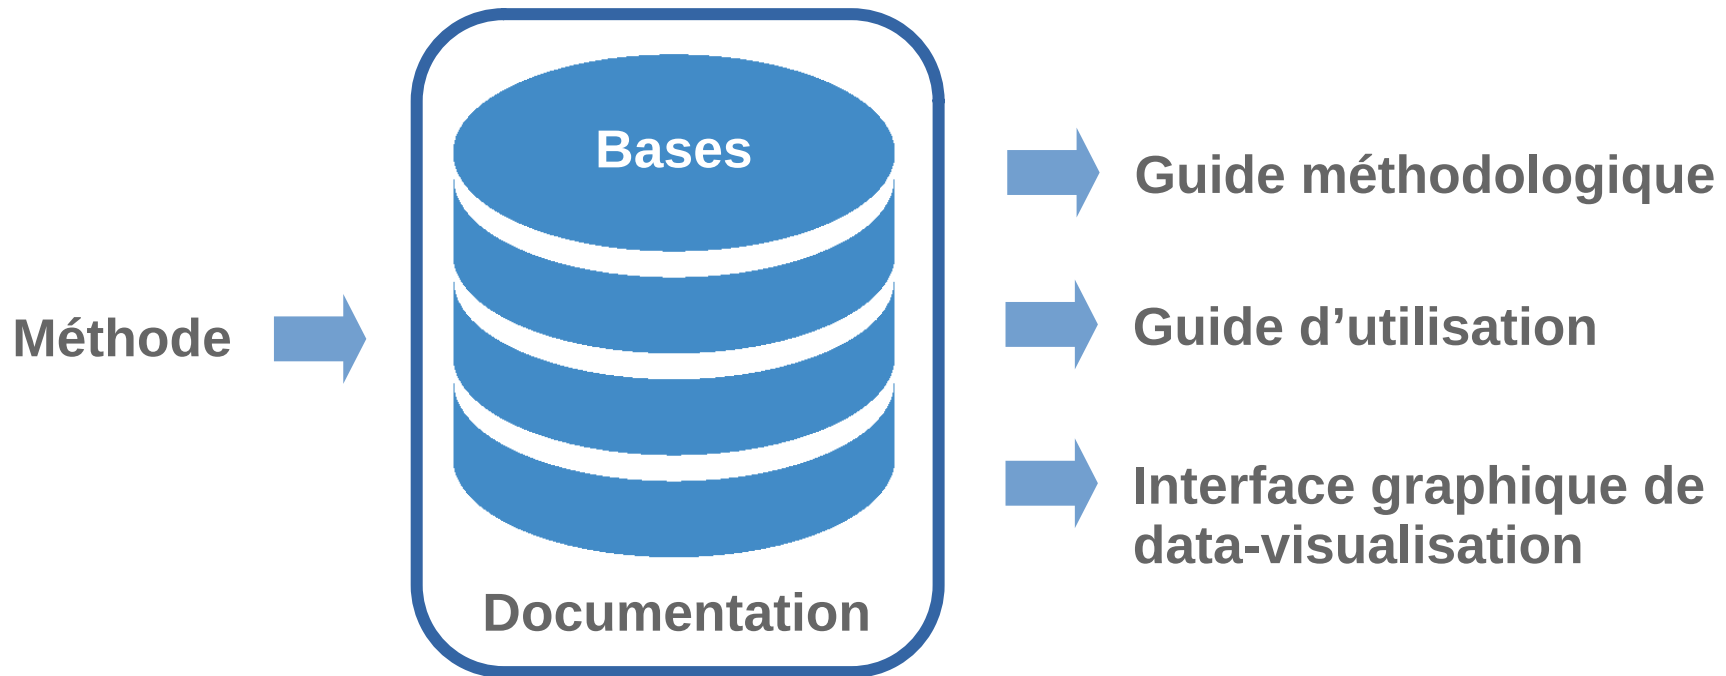 Méthode
Bases
Documentation
Guide méthodologique
Guide d’utilisation
Interface graphique de
data-visualisation